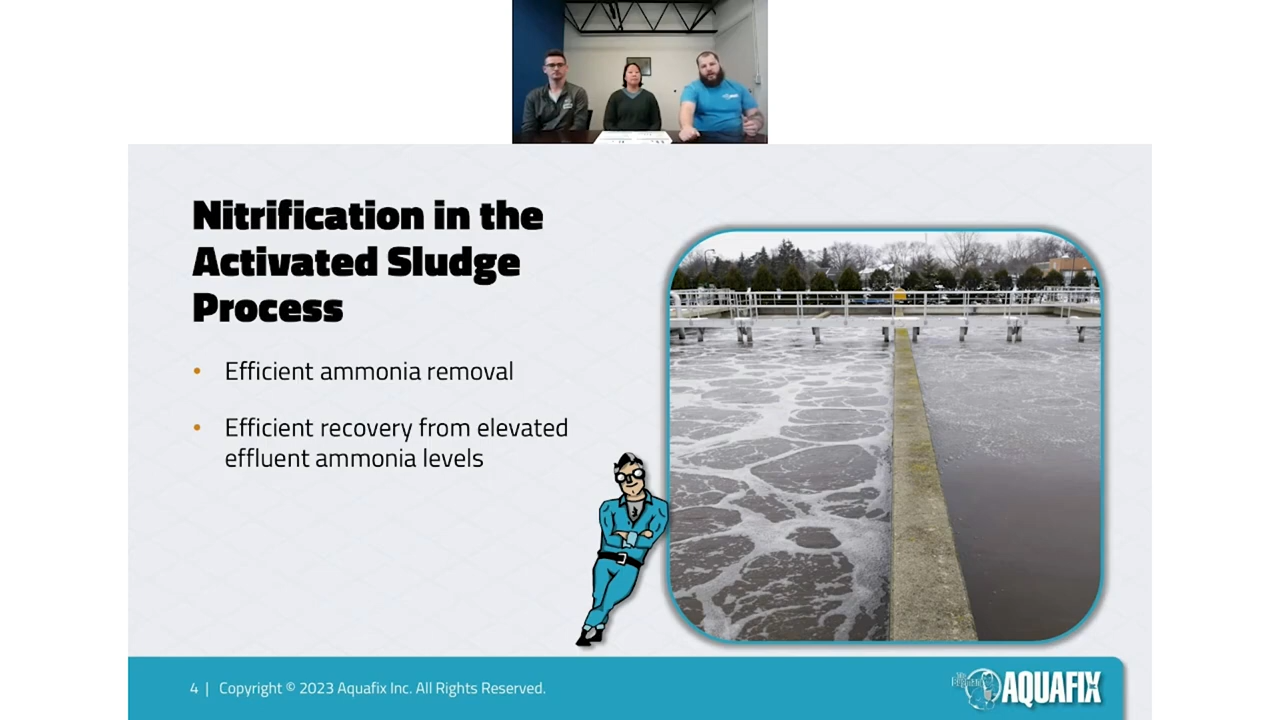 Nitrification in the
Activated Sludge
Process
• Efficient ammonia removal
• Efficient recovery from elevated
effluent ammonia levels
4 | Copyright © 2023 Aquafix Inc. All Rights Reserved.
AQUAFIX